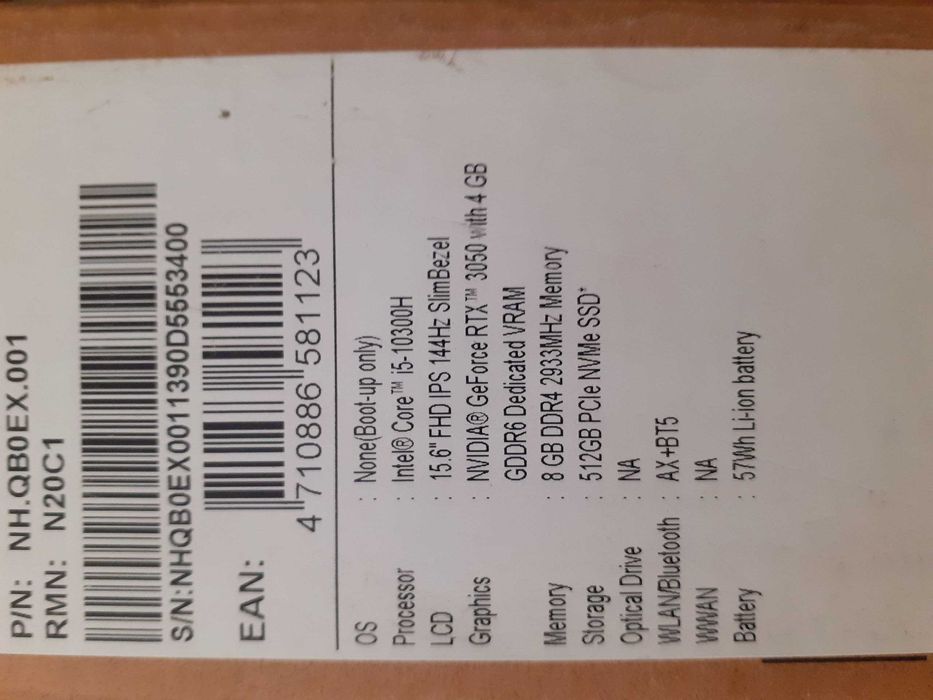 P/N: NH.QB0EX.001
RMN: N20C1
S/N:NHQB0EX0011390D5553400
EAN:
4 710886 581123
OS : None(Boot-up only)
Processor : Intel® Core™ i5-10300H
LCD : 15.6" FHD IPS 144Hz SlimBezel
Graphics : NVIDIA® GeForce RTX™ 3050 with 4 GB
GDDR6 Dedicated VRAM
Memory : 8 GB DDR4 2933MHz Memory
Storage : 512GB PCIe NVMe SSD*
Optical Drive : NA
WLAN/Bluetooth : AX+BT5
WWAN : NA
Battery : 57Wh Li-ion battery